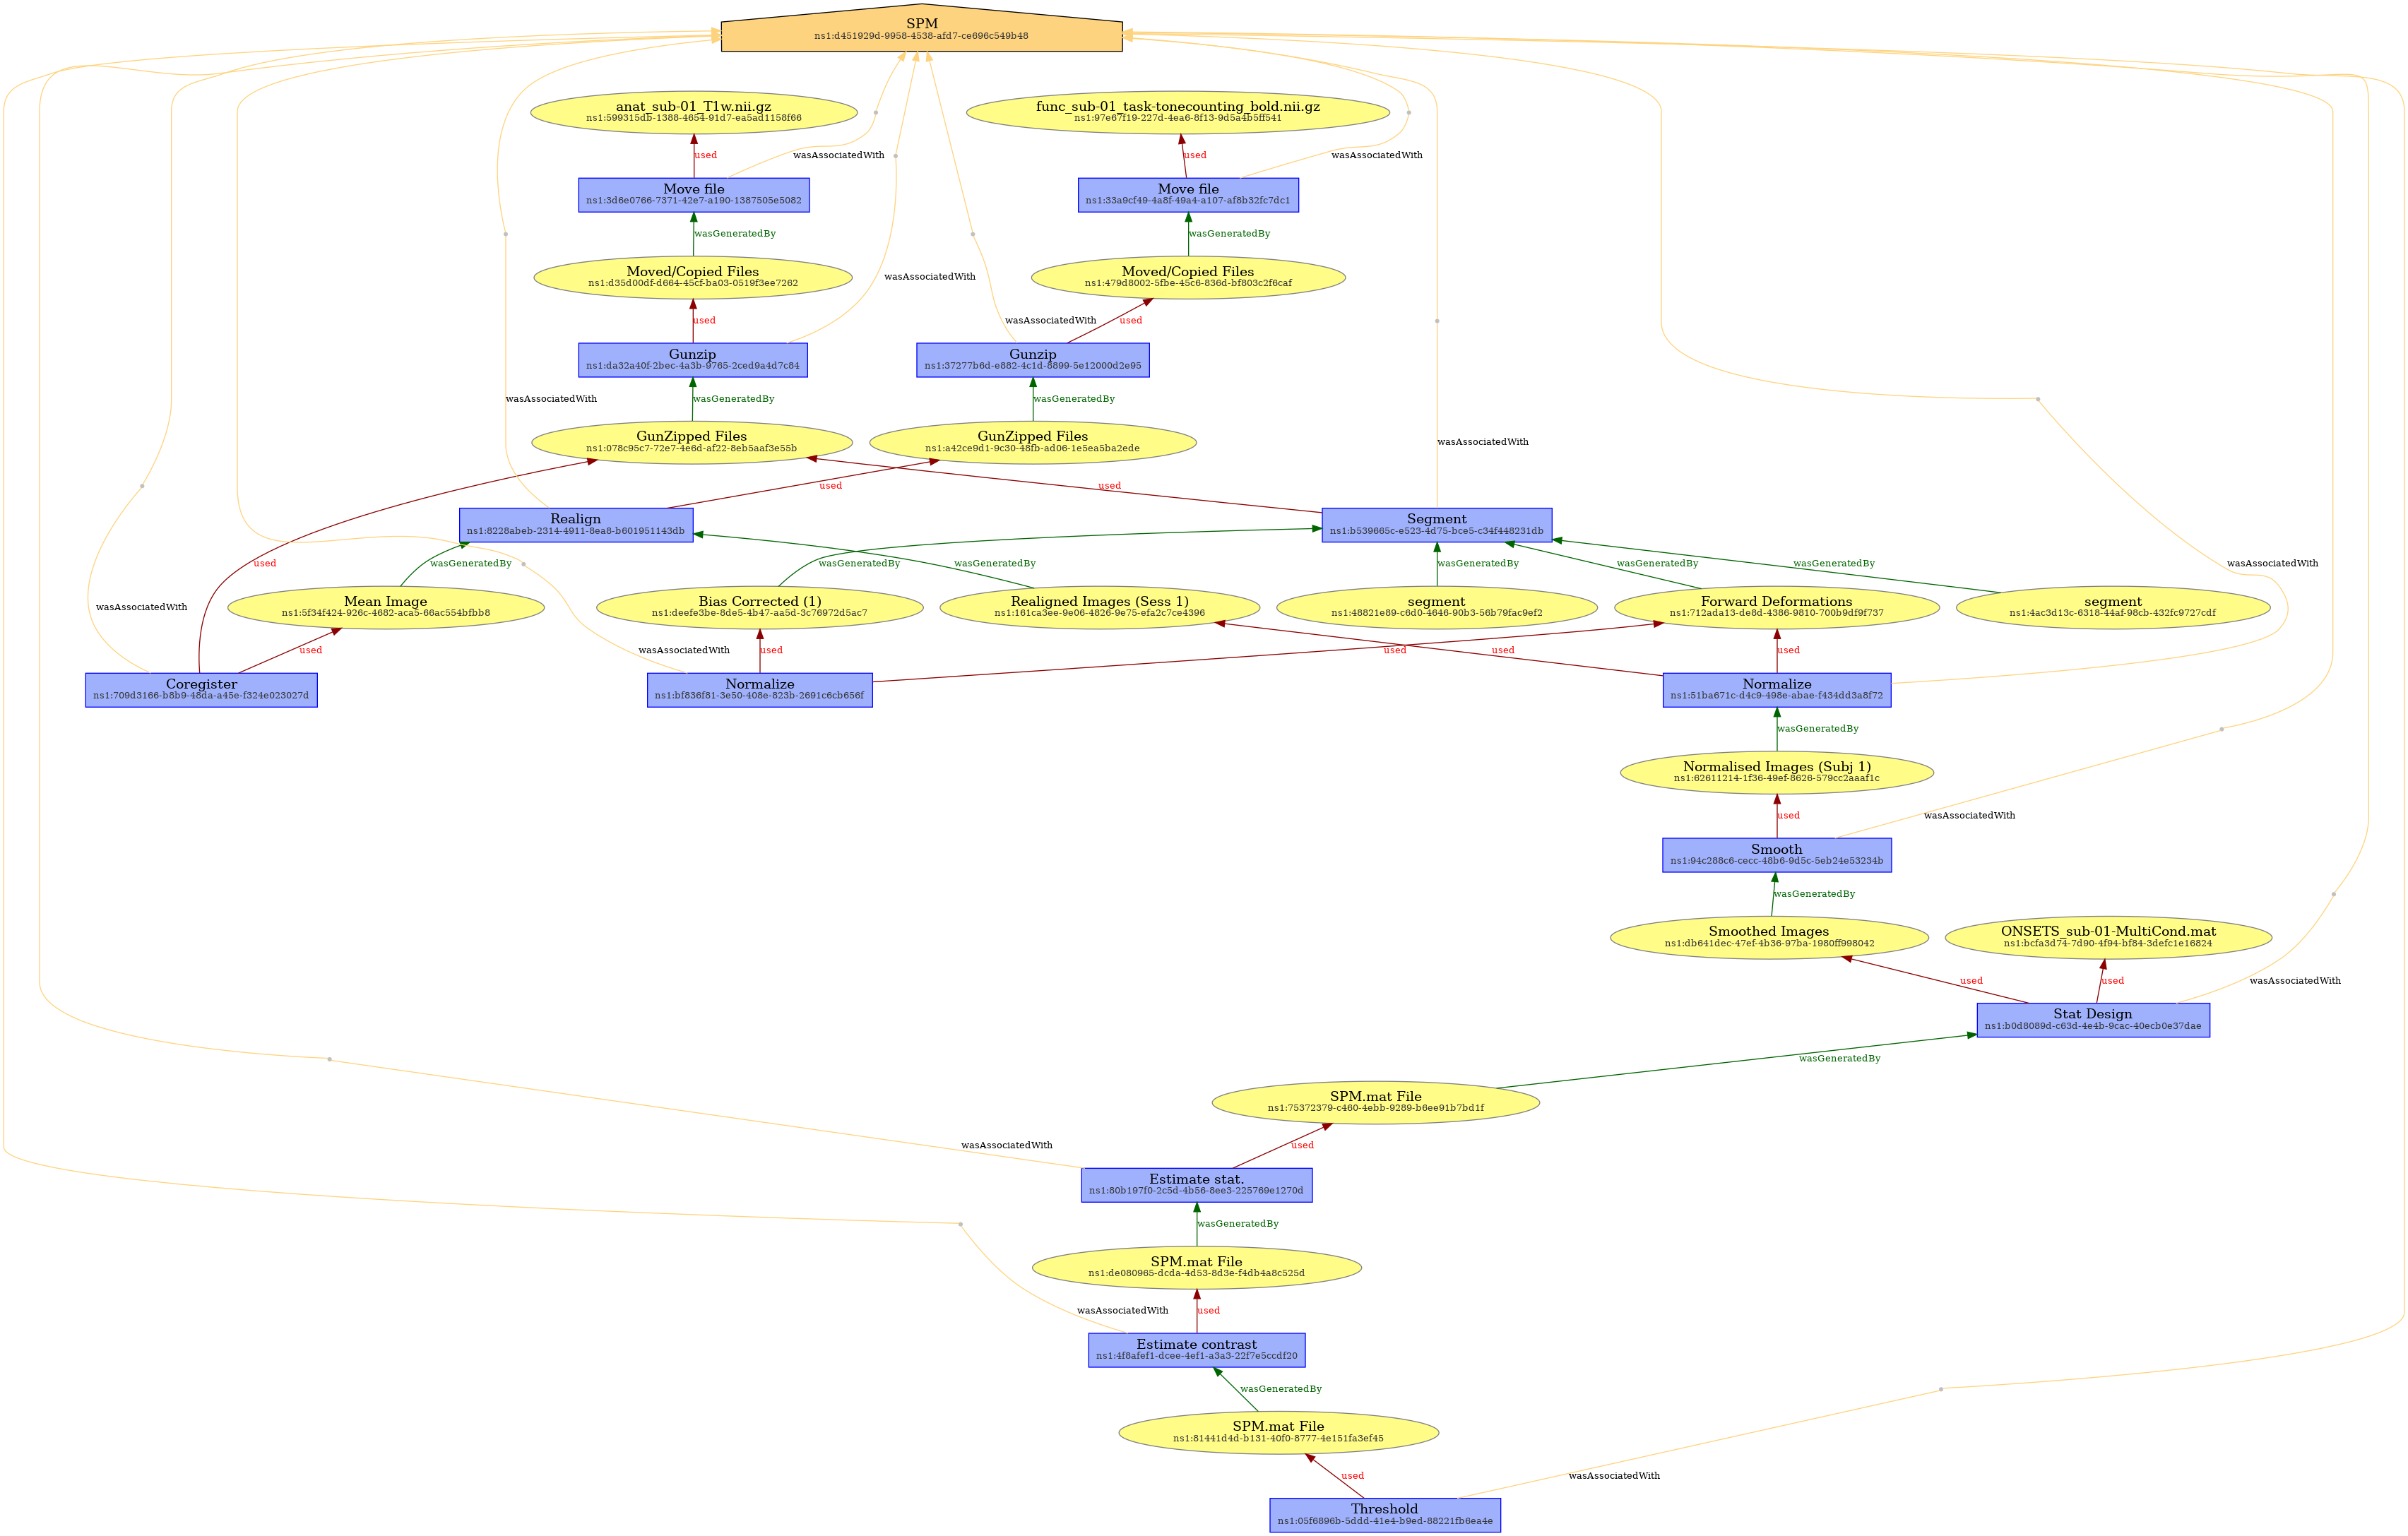 SPM
ns1:d451929d-9958-4538-afd7-ce696c549b48
anat_sub-01_T1w.nii.gz
ns1:599315db-1388-4654-91d7-ea5ad1158f66
func_sub-01_task-tonecounting_bold.nii.gz
ns1:97e67f19-227d-4ea6-8f13-9d5a4b5ff541
used
wasAssociatedWith
used
wasAssociatedWith
Move file
ns1:3d6e0766-7371-42e7-a190-1387505e5082
Move file
ns1:33a9cf49-4a8f-49a4-a107-af8b32fc7dc1
wasGeneratedBy
wasGeneratedBy
Moved/Copied Files
ns1:d35d00df-d664-45cf-ba03-0519f3ee7262
wasAssociatedWith
Moved/Copied Files
ns1:479d8002-5fbe-45c6-836d-bf803c2f6caf
used
wasAssociatedWith
used
Gunzip
ns1:da32a40f-2bec-4a3b-9765-2ced9a4d7c84
Gunzip
ns1:37277b6d-e882-4c1d-8899-5e12000d2e95
wasAssociatedWith
wasGeneratedBy
wasGeneratedBy
GunZipped Files
ns1:078c95c7-72e7-4e6d-af22-8eb5aaf3e55b
GunZipped Files
ns1:a42ce9d1-9c30-48fb-ad06-1e5ea5ba2ede
wasAssociatedWith
used
used
Realign
ns1:8228abeb-2314-4911-8ea8-b601951143db
Segment
ns1:b539665c-e523-4d75-bce5-c34f448231db
used
wasGeneratedBy
wasGeneratedBy
wasGeneratedBy
wasGeneratedBy
wasGeneratedBy
wasGeneratedBy
wasAssociatedWith
wasAssociatedWith
Mean Image
ns1:5f34f424-926c-4682-aca5-66ac554bfbb8
Bias Corrected (1)
ns1:deefe3be-8de5-4b47-aa5d-3c76972d5ac7
Realigned Images (Sess 1)
ns1:161ca3ee-9e06-4826-9e75-efa2c7ce4396
segment
ns1:48821e89-c6d0-4646-90b3-56b79fac9ef2
Forward Deformations
ns1:712ada13-de8d-4386-9810-700b9df9f737
segment
ns1:4ac3d13c-6318-44af-98cb-432fc9727cdf
used
wasAssociatedWith
used
used
used
used
Coregister
ns1:709d3166-b8b9-48da-a45e-f324e023027d
Normalize
ns1:bf836f81-3e50-408e-823b-2691c6cb656f
Normalize
ns1:51ba671c-d4c9-498e-abae-f434dd3a8f72
wasGeneratedBy
Normalised Images (Subj 1)
ns1:62611214-1f36-49ef-8626-579cc2aaaf1c
used
wasAssociatedWith
Smooth
ns1:94c288c6-cecc-48b6-9d5c-5eb24e53234b
wasGeneratedBy
Smoothed Images
ns1:db641dec-47ef-4b36-97ba-1980ff998042
ONSETS_sub-01-MultiCond.mat
ns1:bcfa3d74-7d90-4f94-bf84-3defc1e16824
used
used
wasAssociatedWith
Stat Design
ns1:b0d8089d-c63d-4e4b-9cac-40ecb0e37dae
wasGeneratedBy
SPM.mat File
ns1:75372379-c460-4ebb-9289-b6ee91b7bd1f
wasAssociatedWith
used
Estimate stat.
ns1:80b197f0-2c5d-4b56-8ee3-225769e1270d
wasGeneratedBy
SPM.mat File
ns1:de080965-dcda-4d53-8d3e-f4db4a8c525d
wasAssociatedWith
used
Estimate contrast
ns1:4f8afef1-dcee-4ef1-a3a3-22f7e5ccdf20
wasGeneratedBy
SPM.mat File
ns1:81441d4d-b131-40f0-8777-4e151fa3ef45
used
wasAssociatedWith
Threshold
ns1:05f6896b-5ddd-41e4-b9ed-88221fb6ea4e